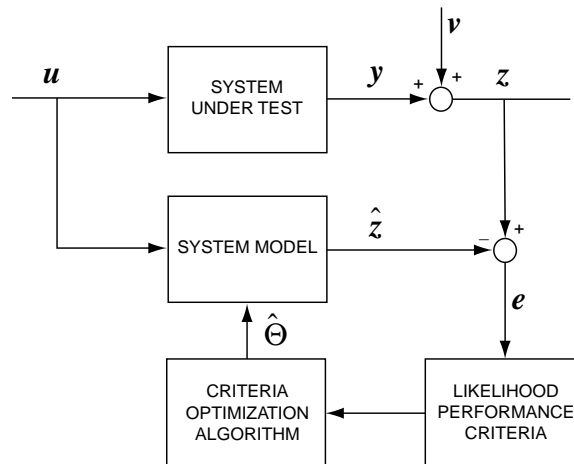 v
u
SYSTEM
UNDER TEST
y
+
+
z
SYSTEM MODEL
ẑ
−
+
e
Θ̂
CRITERIA
OPTIMIZATION
ALGORITHM
LIKELIHOOD
PERFORMANCE
CRITERIA